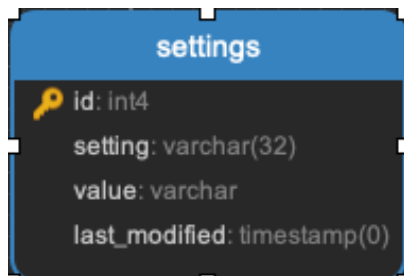 settings
id: int4
setting: varchar(32)
value: varchar
last_modified: timestamp(0)